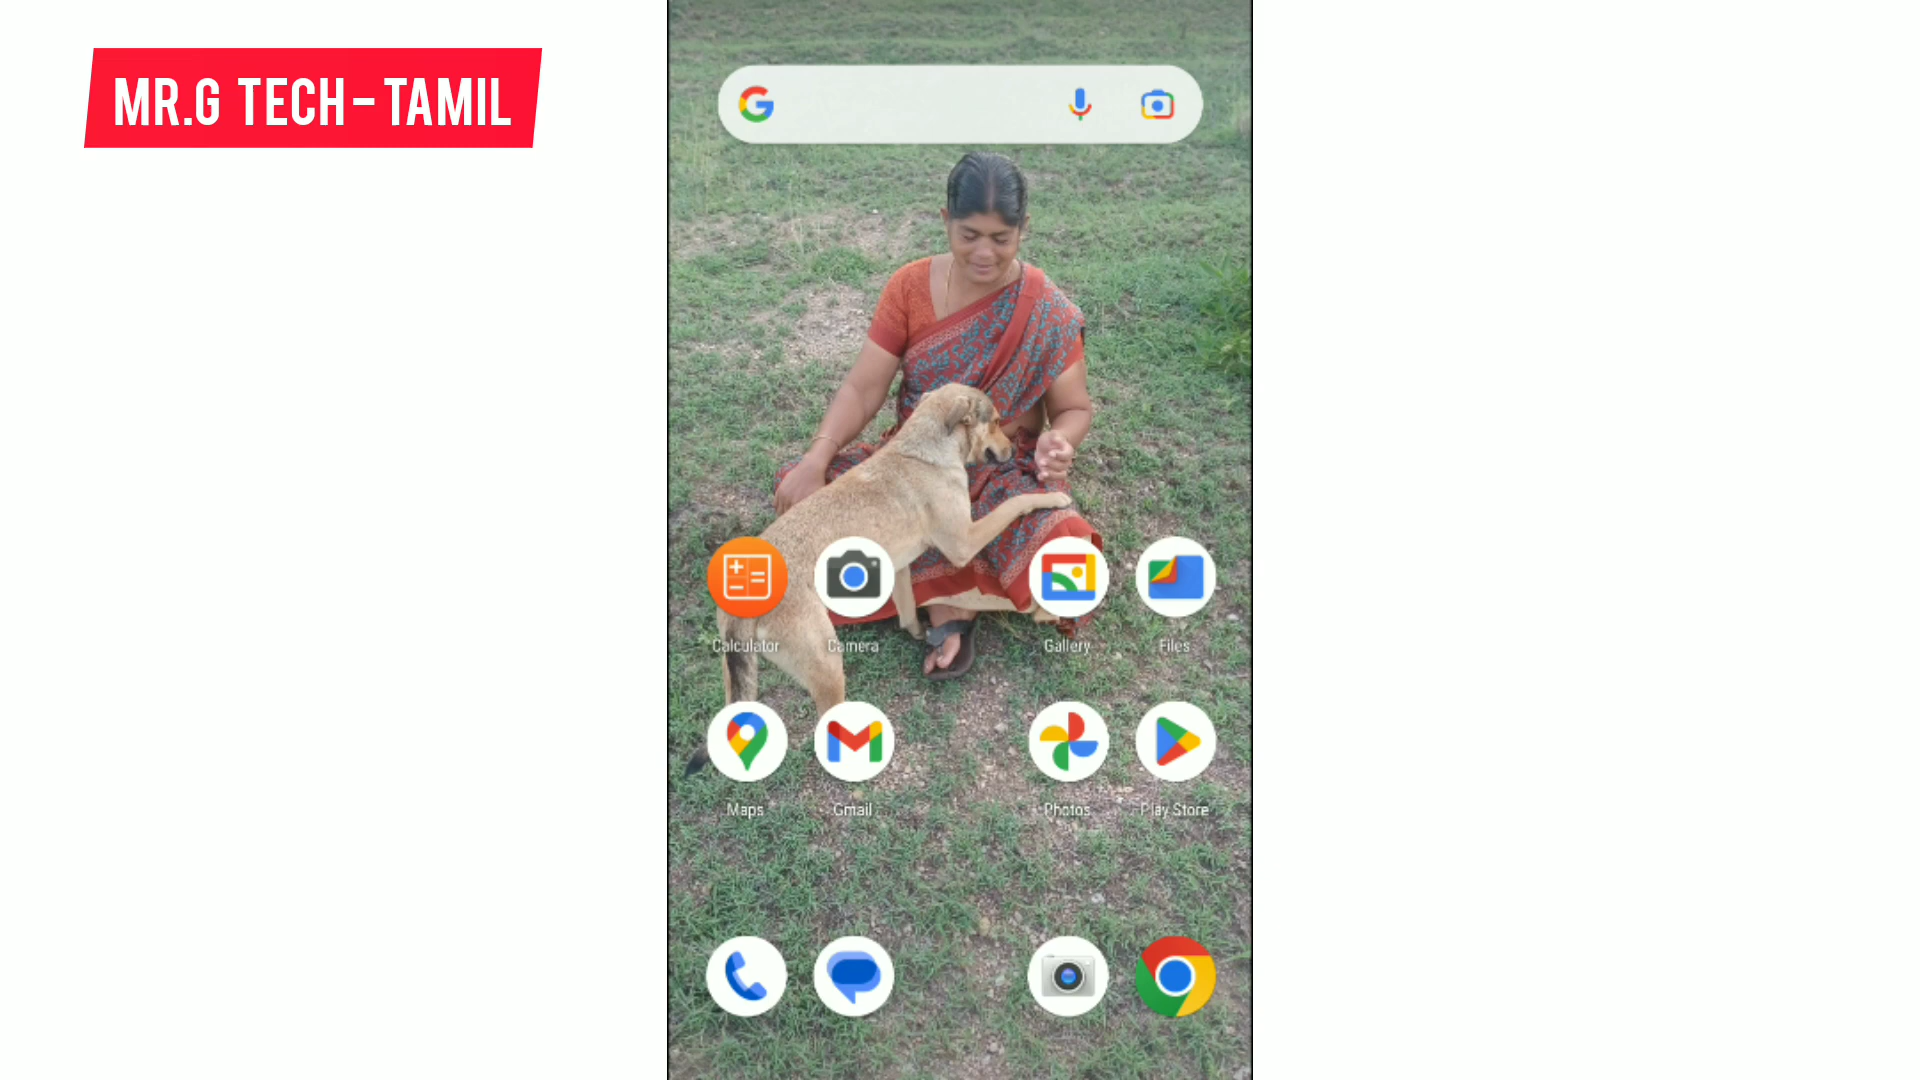 MR.G TECH - TAMIL
Calculator
Camera
Gallery
Files
Maps
Gmail
Photos
Play Store